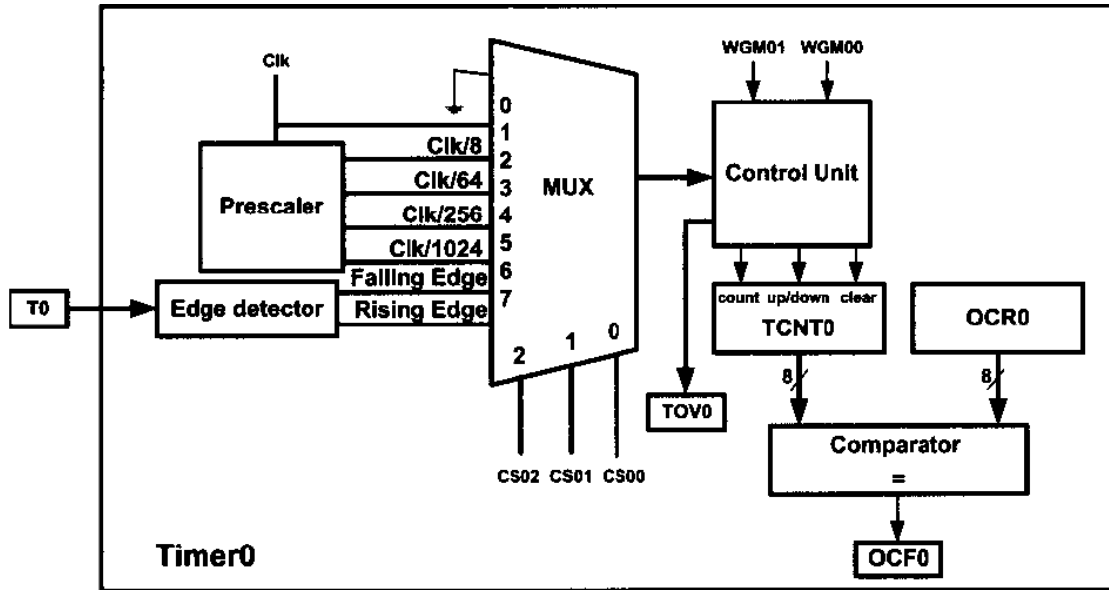 Clk
WGM01 WGM00
0
1
Clk/8
2
Clk/64
3
Clk/256
4
Clk/1024
5
Falling Edge
6
Rising Edge
7
Prescaler
MUX
Control Unit
T0
Edge detector
count up/down clear
TCNT0
OCR0
2 1 0
8 8
TOV0
CS02 CS01 CS00
Comparator
=
Timer0
OCF0